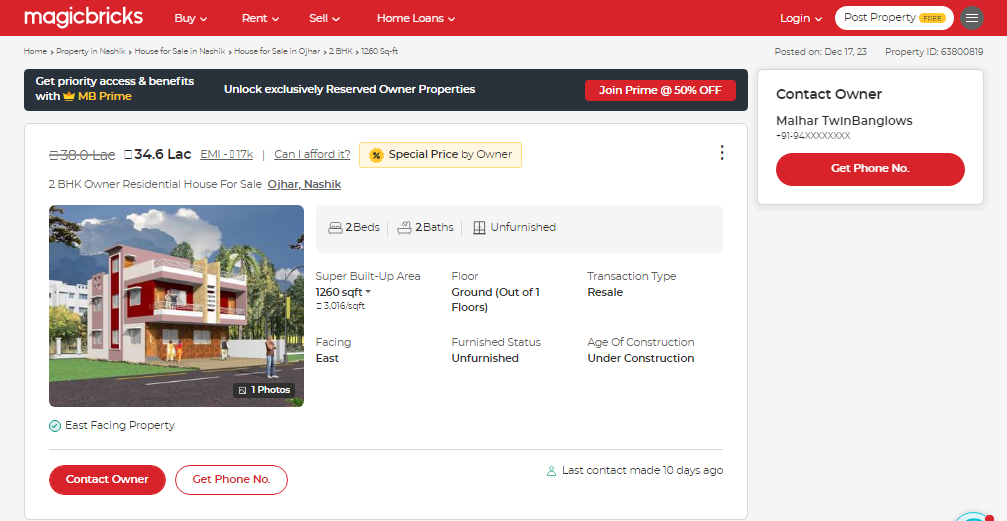 magicbricks
Buy
Rent
Sell
Home Loans
Login
Post Property FREE
Home > Property in Nashik > House for Sale in Nashik > House for Sale in Ojhar > 2 BHK > 1260 Sq-ft
Posted on: Dec 17, 23 Property ID: 63800819
Get priority access & benefits
with MB Prime
Unlock exclusively Reserved Owner Properties
Join Prime @ 50% OFF
38.0 Lac 34.6 Lac EMI - 17k | Can I afford it? % Special Price by Owner
2 BHK Owner Residential House For Sale Ojhar, Nashik
1 Photos
2 Beds 2 Baths Unfurnished
Super Built-Up Area
1260 sqft
3,016/sqft
Floor
Ground (Out of 1
Floors)
Transaction Type
Resale
Facing
East
Furnished Status
Unfurnished
Age Of Construction
Under Construction
East Facing Property
Contact Owner
Get Phone No.
Last contact made 10 days ago
Contact Owner
Malhar TwinBanglows
+91-94XXXXXXXX
Get Phone No.